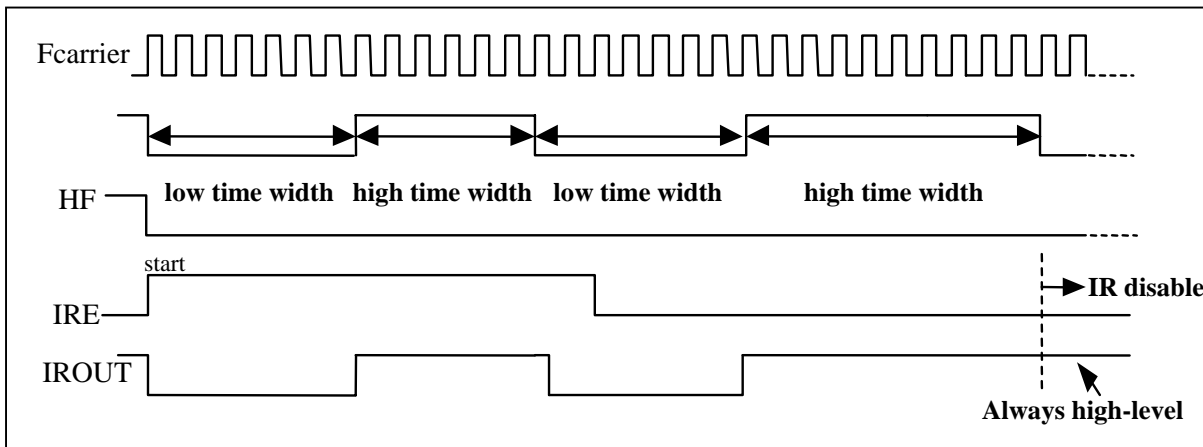 Fcarrier
low time width high time width low time width high time width
HF
start
IR disable
IRE
IROUT
Always high-level